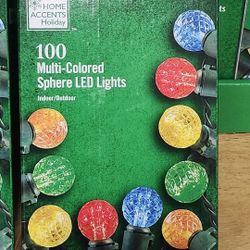 HOME
ACCENTS
Holiday
100
Multi-Colored
Sphere LED Lights
Indoor/Outdoor